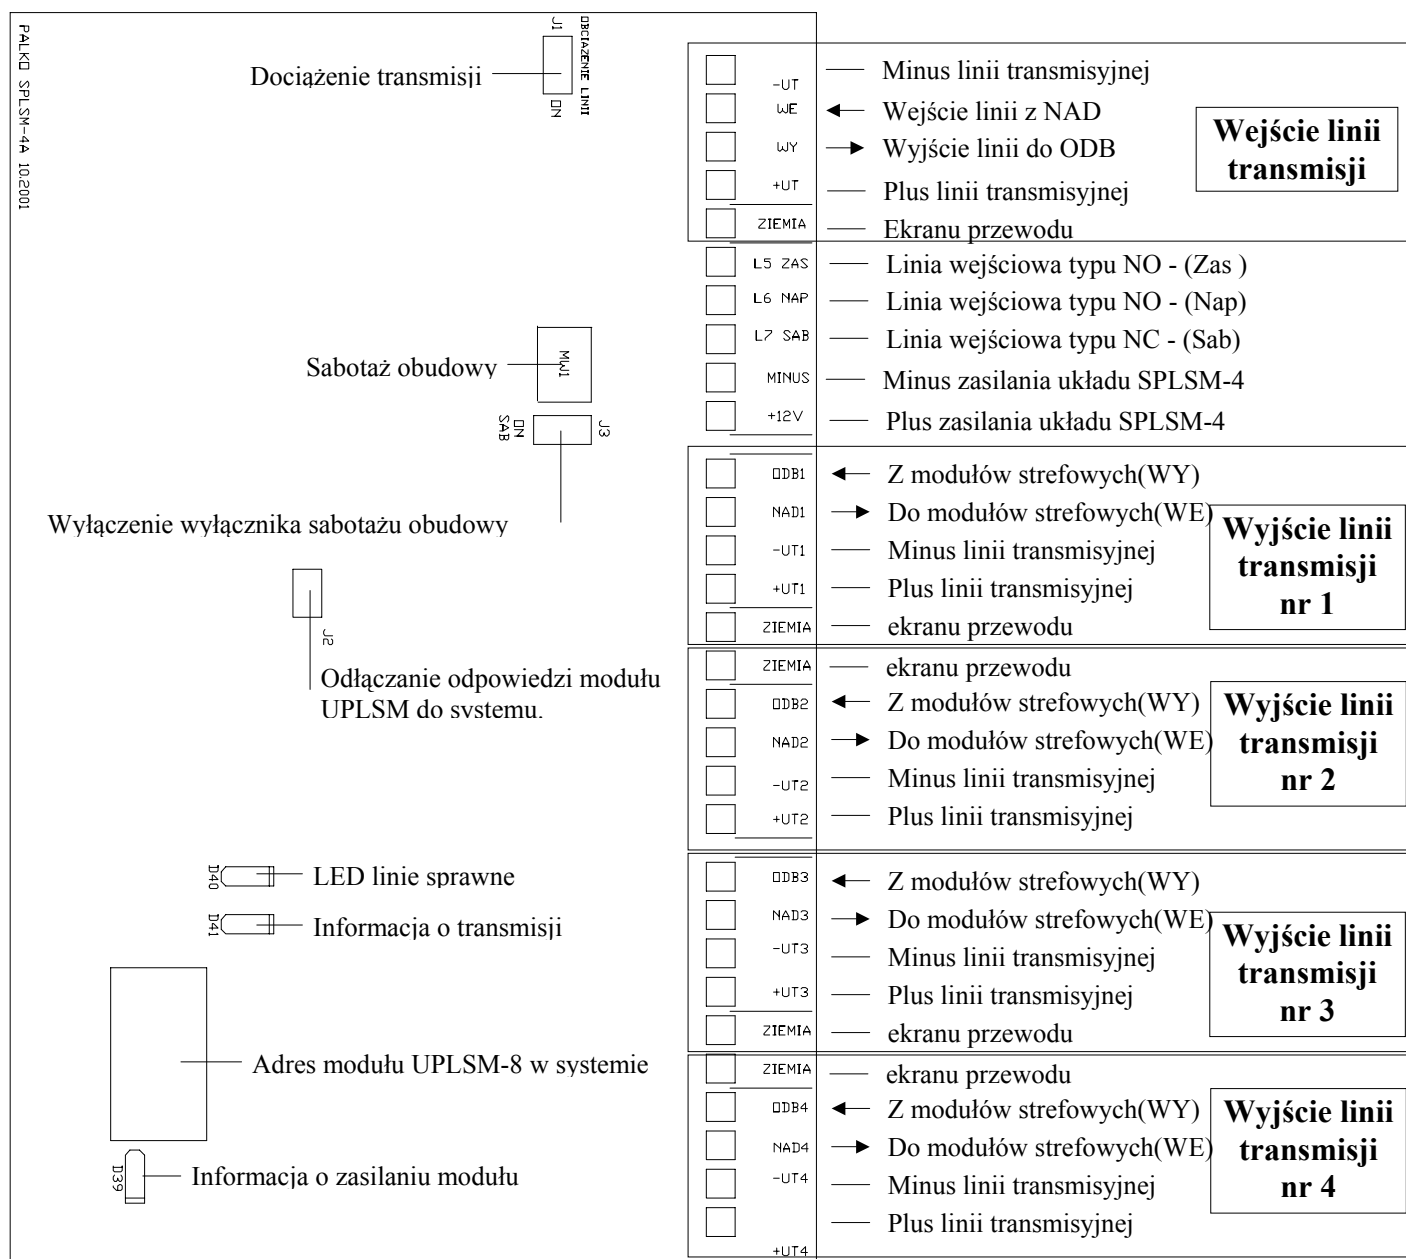 PALKO SPLSM-4A 10.2001
J1
OBCIAZENIE LINII
ON
Dociążenie transmisji
-UT
Minus linii transmisyjnej
WE
Wejście linii z NAD
WY
Wyjście linii do ODB
+UT
Plus linii transmisyjnej
ZIEMIA
Ekranu przewodu
Wejście linii
transmisji
L5 ZAS
Linia wejściowa typu NO - (Zas )
L6 NAP
Linia wejściowa typu NO - (Nap)
L7 SAB
Linia wejściowa typu NC - (Sab)
MINUS
Minus zasilania układu SPLSM-4
+12V
Plus zasilania układu SPLSM-4
Sabotaż obudowy
MW1
ON
SAB
J3
Wyłączenie wyłącznika sabotażu obudowy
J2
Odłączanie odpowiedzi modułu
UPLSM do systemu.
ODB1
Z modułów strefowych(WY)
NAD1
Do modułów strefowych(WE)
-UT1
Minus linii transmisyjnej
+UT1
Plus linii transmisyjnej
ZIEMIA
ekranu przewodu
Wyjście linii
transmisji
nr 1
ZIEMIA
ekranu przewodu
ODB2
Z modułów strefowych(WY)
NAD2
Do modułów strefowych(WE)
-UT2
Minus linii transmisyjnej
+UT2
Plus linii transmisyjnej
Wyjście linii
transmisji
nr 2
D40
LED linie sprawne
D41
Informacja o transmisji
ODB3
Z modułów strefowych(WY)
NAD3
Do modułów strefowych(WE)
-UT3
Minus linii transmisyjnej
+UT3
Plus linii transmisyjnej
ZIEMIA
ekranu przewodu
Wyjście linii
transmisji
nr 3
Adres modułu UPLSM-8 w systemie
D39
Informacja o zasilaniu modułu
ZIEMIA
ekranu przewodu
ODB4
Z modułów strefowych(WY)
NAD4
Do modułów strefowych(WE)
-UT4
Minus linii transmisyjnej
Plus linii transmisyjnej
+UT4
Wyjście linii
transmisji
nr 4